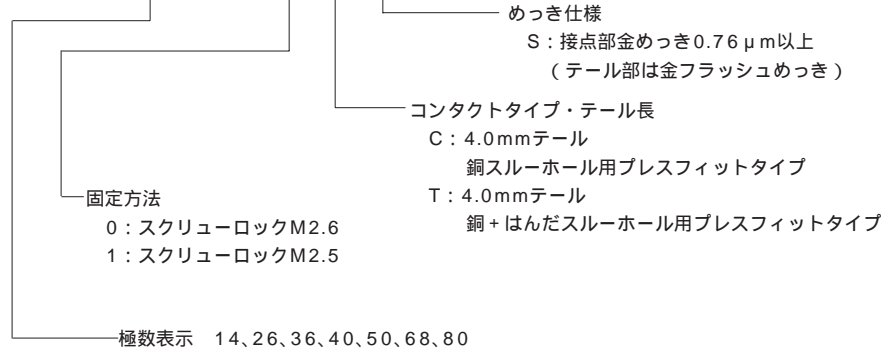 めっき仕様
S：接点部金めっき0.76μm以上
（テール部は金フラッシュめっき）
コンタクトタイプ・テール長
C：4.0mmテール
銅スルーホール用プレスフィットタイプ
T：4.0mmテール
銅+はんだスルーホール用プレスフィットタイプ
固定方法
0：スクリューロックM2.6
1：スクリューロックM2.5
極数表示　14、26、36、40、50、68、80